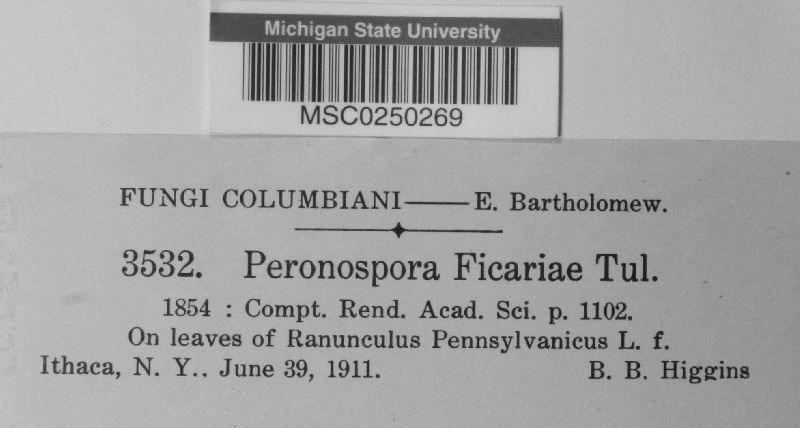 Michigan State University
MSC0250269
FUNGI COLUMBIANI—E. Bartholomew.
3532. Peronospora Ficariae Tul.
1854 : Compt. Rend. Acad. Sci. p. 1102.
On leaves of Ranunculus Pennsylvanicus L. f.
Ithaca, N. Y.. June 39, 1911. B. B. Higgins